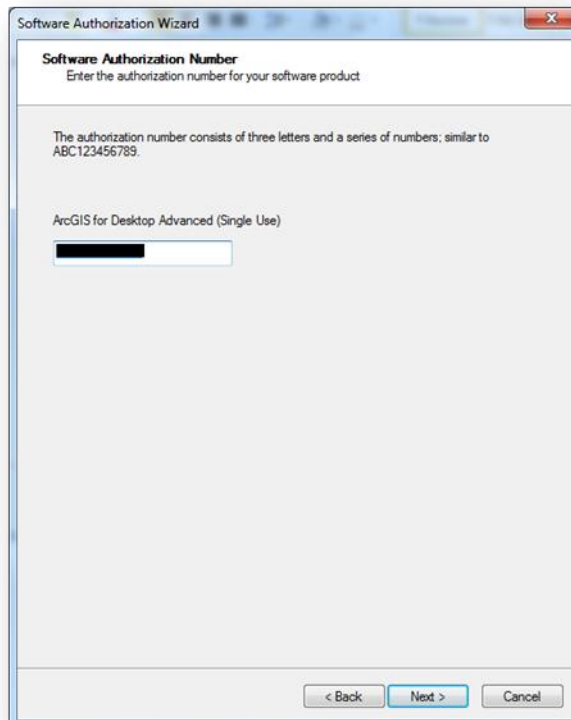 Software Authorization Wizard
Software Authorization Number
Enter the authorization number for your software product
The authorization number consists of three letters and a series of numbers; similar to
ABC123456789.
ArcGIS for Desktop Advanced (Single Use)
< Back
Next >
Cancel